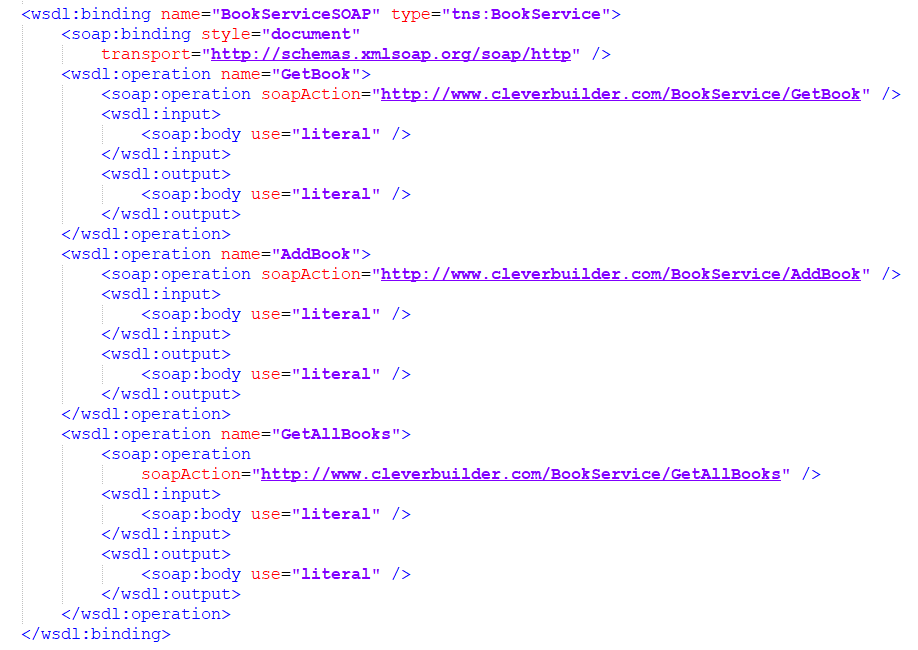 <wsdl:binding name="BookServiceSOAP" type="tns:BookService">
    <soap:binding style="document"
        transport="http://schemas.xmlsoap.org/soap/http" />
    <wsdl:operation name="GetBook">
        <soap:operation soapAction="http://www.cleverbuilder.com/BookService/GetBook" />
        <wsdl:input>
            <soap:body use="literal" />
        </wsdl:input>
        <wsdl:output>
            <soap:body use="literal" />
        </wsdl:output>
    </wsdl:operation>
    <wsdl:operation name="AddBook">
        <soap:operation soapAction="http://www.cleverbuilder.com/BookService/AddBook" />
        <wsdl:input>
            <soap:body use="literal" />
        </wsdl:input>
        <wsdl:output>
            <soap:body use="literal" />
        </wsdl:output>
    </wsdl:operation>
    <wsdl:operation name="GetAllBooks">
        <soap:operation
            soapAction="http://www.cleverbuilder.com/BookService/GetAllBooks" />
        <wsdl:input>
            <soap:body use="literal" />
        </wsdl:input>
        <wsdl:output>
            <soap:body use="literal" />
        </wsdl:output>
    </wsdl:operation>
</wsdl:binding>